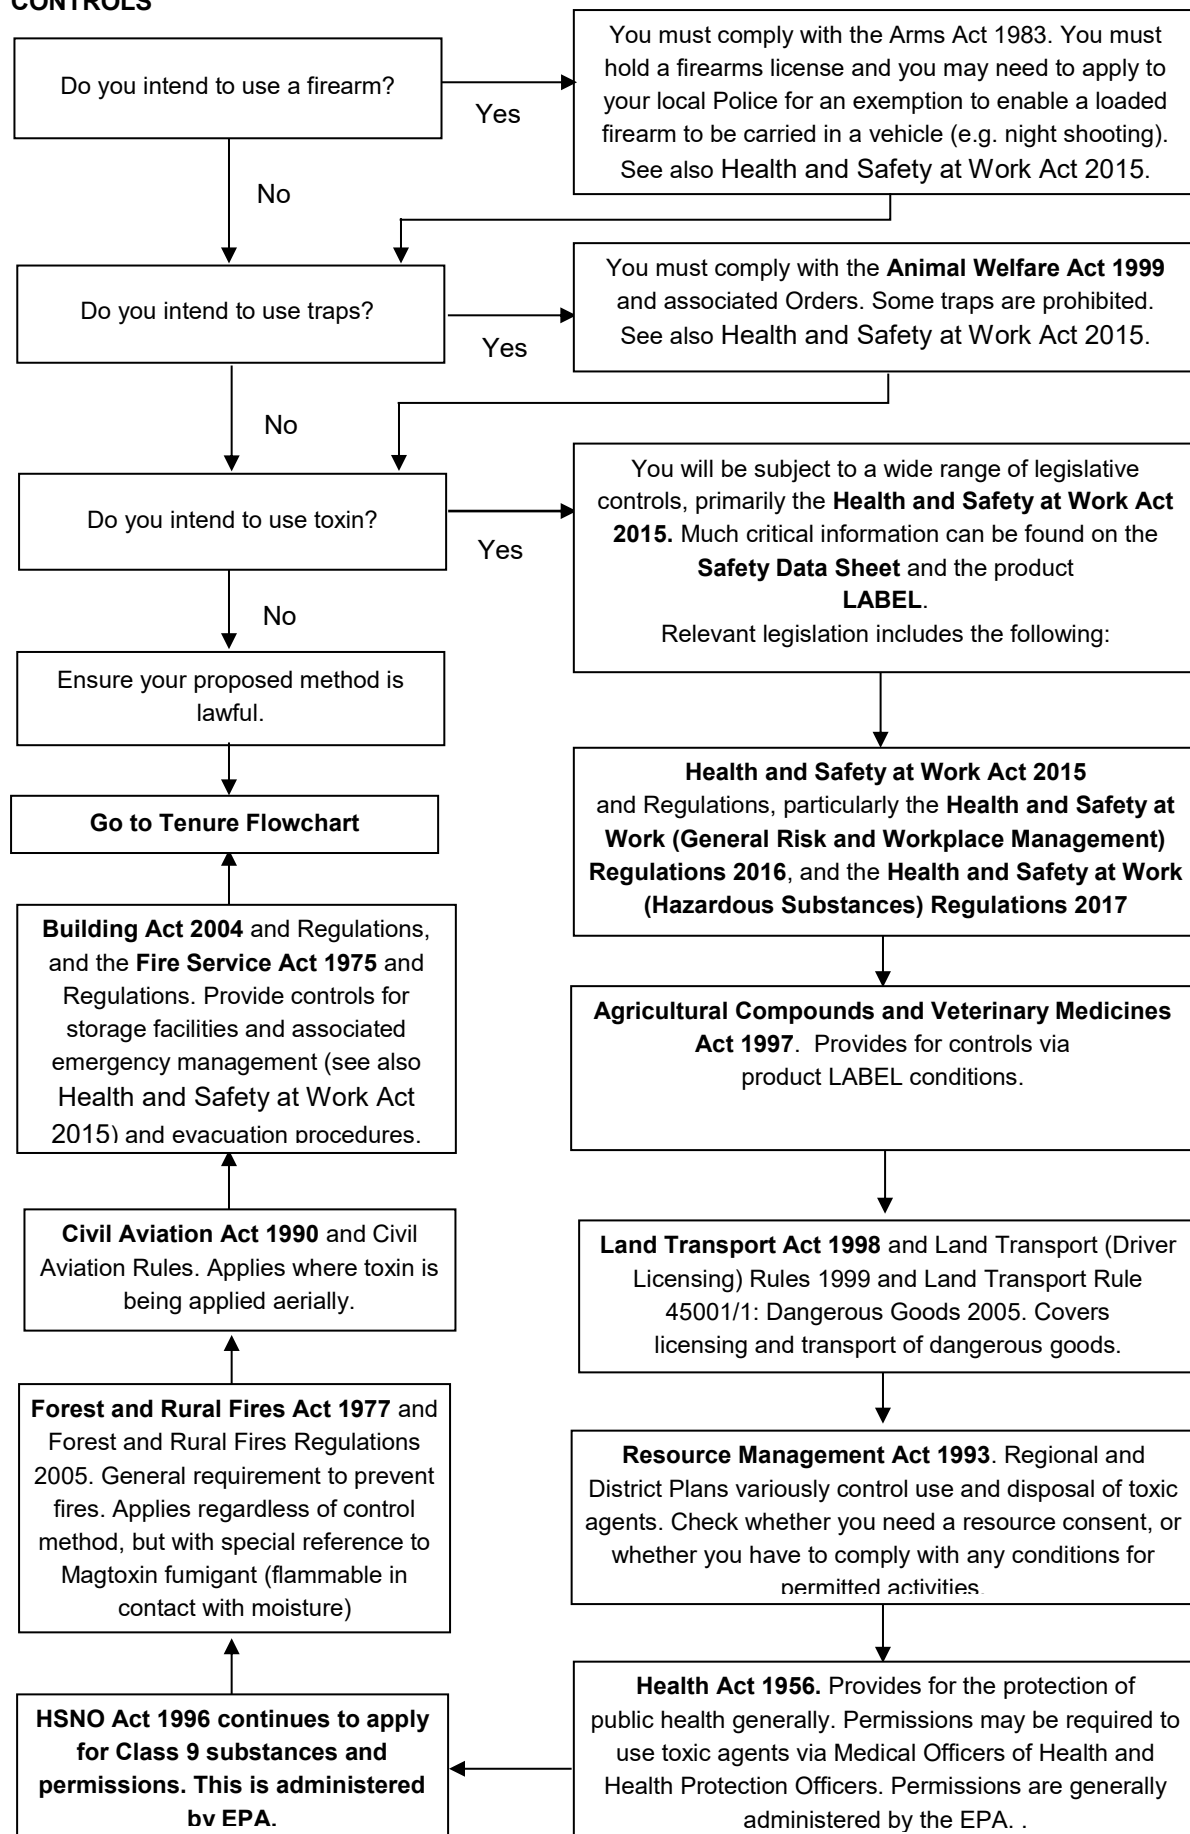 CONTROLS
Do you intend to use a firearm?
Yes
You must comply with the Arms Act 1983. You must
hold a firearms license and you may need to apply to
your local Police for an exemption to enable a loaded
firearm to be carried in a vehicle (e.g. night shooting).
See also Health and Safety at Work Act 2015.
No
Do you intend to use traps?
Yes
You must comply with the Animal Welfare Act 1999
and associated Orders. Some traps are prohibited.
See also Health and Safety at Work Act 2015.
No
Do you intend to use toxin?
Yes
You will be subject to a wide range of legislative
controls, primarily the Health and Safety at Work Act
2015. Much critical information can be found on the
Safety Data Sheet and the product
LABEL.
Relevant legislation includes the following:
No
Ensure your proposed method is
lawful.
Go to Tenure Flowchart
Health and Safety at Work Act 2015
and Regulations, particularly the Health and Safety at
Work (General Risk and Workplace Management)
Regulations 2016, and the Health and Safety at Work
(Hazardous Substances) Regulations 2017
Agricultural Compounds and Veterinary Medicines
Act 1997. Provides for controls via
product LABEL conditions.
Land Transport Act 1998 and Land Transport (Driver
Licensing) Rules 1999 and Land Transport Rule
45001/1: Dangerous Goods 2005. Covers
licensing and transport of dangerous goods.
Resource Management Act 1993. Regional and
District Plans variously control use and disposal of toxic
agents. Check whether you need a resource consent, or
whether you have to comply with any conditions for
permitted activities.
Health Act 1956. Provides for the protection of
public health generally. Permissions may be required to
use toxic agents via Medical Officers of Health and
Health Protection Officers. Permissions are generally
administered by the EPA. .
HSNO Act 1996 continues to apply
for Class 9 substances and
permissions. This is administered
by EPA.
Forest and Rural Fires Act 1977 and
Forest and Rural Fires Regulations
2005. General requirement to prevent
fires. Applies regardless of control
method, but with special reference to
Magtoxin fumigant (flammable in
contact with moisture)
Civil Aviation Act 1990 and Civil
Aviation Rules. Applies where toxin is
being applied aerially.
Building Act 2004 and Regulations,
and the Fire Service Act 1975 and
Regulations. Provide controls for
storage facilities and associated
emergency management (see also
Health and Safety at Work Act
2015) and evacuation procedures.